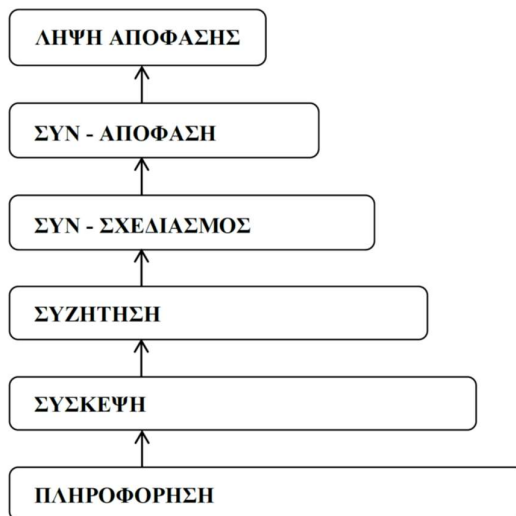 ΛΗΨΗ ΑΠΟΦΑΣΗΣ
ΣΥΝ - ΑΠΟΦΑΣΗ
ΣΥΝ - ΣΧΕΔΙΑΣΜΟΣ
ΣΥΖΗΤΗΣΗ
ΣΥΣΚΕΨΗ
ΠΛΗΡΟΦΟΡΗΣΗ